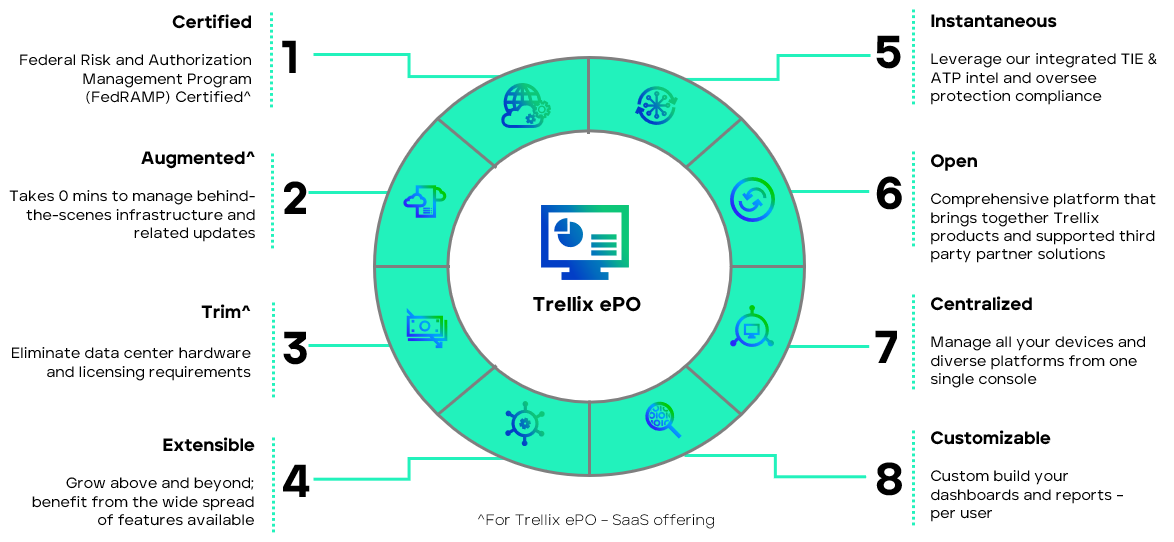 Certified
1
Federal Risk and Authorization
Management Program
(FedRAMP) Certified^
Augmented^
2
Takes 0 mins to manage behind-
the-scenes infrastructure and
related updates
Trim^
3
Eliminate data center hardware
and licensing requirements
Extensible
4
Grow above and beyond;
benefit from the wide spread
of features available
Trellix ePO
5
Instantaneous
Leverage our integrated TIE &
ATP intel and oversee
protection compliance
6
Open
Comprehensive platform that
brings together Trellix
products and supported third
party partner solutions
7
Centralized
Manage all your devices and
diverse platforms from one
single console
8
Customizable
Custom build your
dashboards and reports –
per user
^For Trellix ePO – SaaS offering